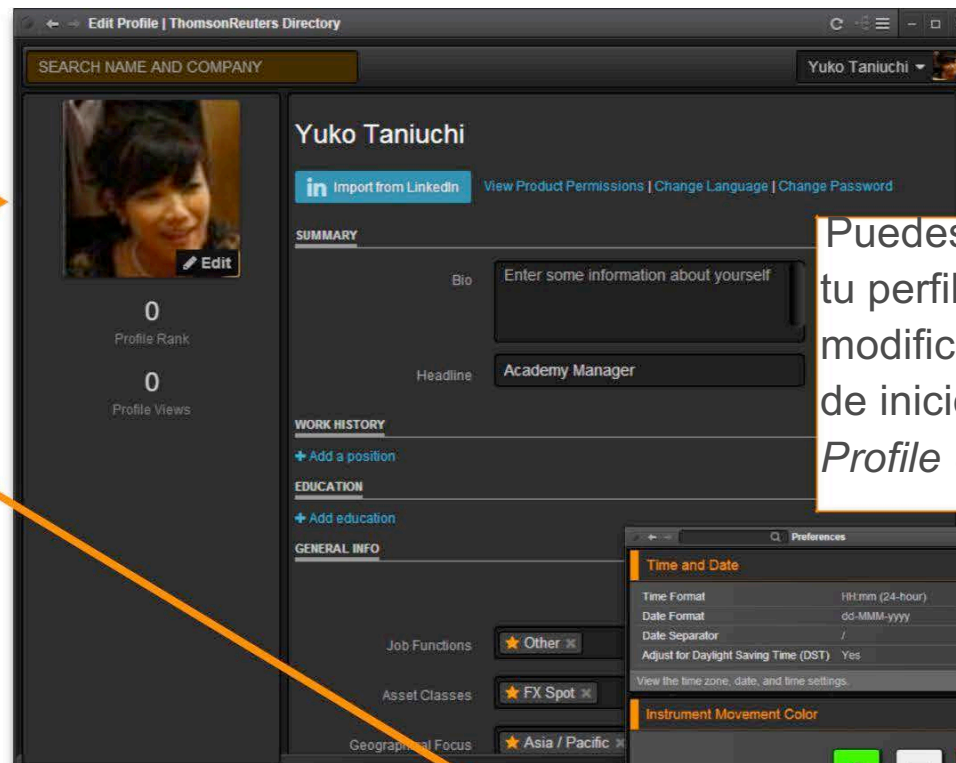 Edit Profile | ThomsonReuters Directory
SEARCH NAME AND COMPANY
Yuko Taniuchi
Yuko Taniuchi
in Import from LinkedIn View Product Permissions | Change Language | Change Password
Edit
0
Profile Rank
0
Profile Views
SUMMARY
Bio Enter some information about yourself
Headline Academy Manager
WORK HISTORY
+ Add a position
EDUCATION
+ Add education
GENERAL INFO
Job Functions Other
Asset Classes FX Spot
Geographical Focus Asia / Pacific
tu perfil
de inicio
Profile
Preferences
Time and Date
Time Format HH:mm (24-hour)
Date Format dd-MMM-yyyy
Date Separator /
Adjust for Daylight Saving Time (DST) Yes
View the time zone, date, and time settings.
Instrument Movement Color